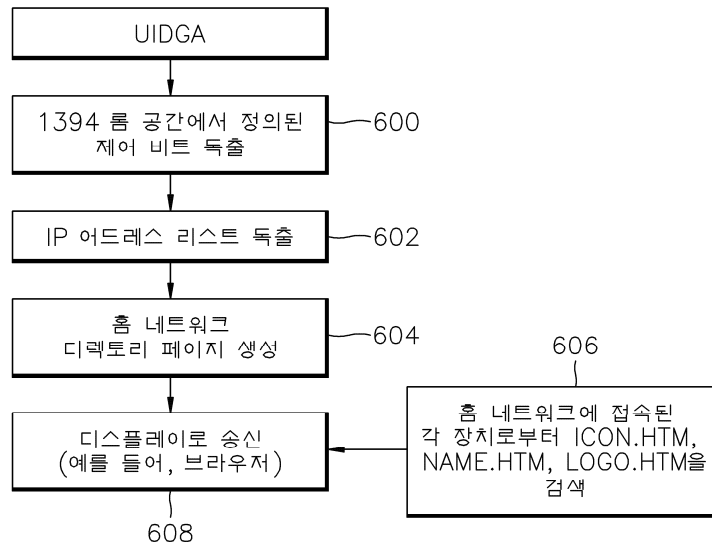 UIDGA
1394 롬 공간에서 정의된
제어 비트 독출
600
IP 어드레스 리스트 독출
602
홈 네트워크
디렉토리 페이지 생성
604
606
홈 네트워크에 접속된
각 장치로부터 ICON.HTM,
NAME.HTM, LOGO.HTM을
검색
디스플레이로 송신
(예를 들어, 브라우저)
608